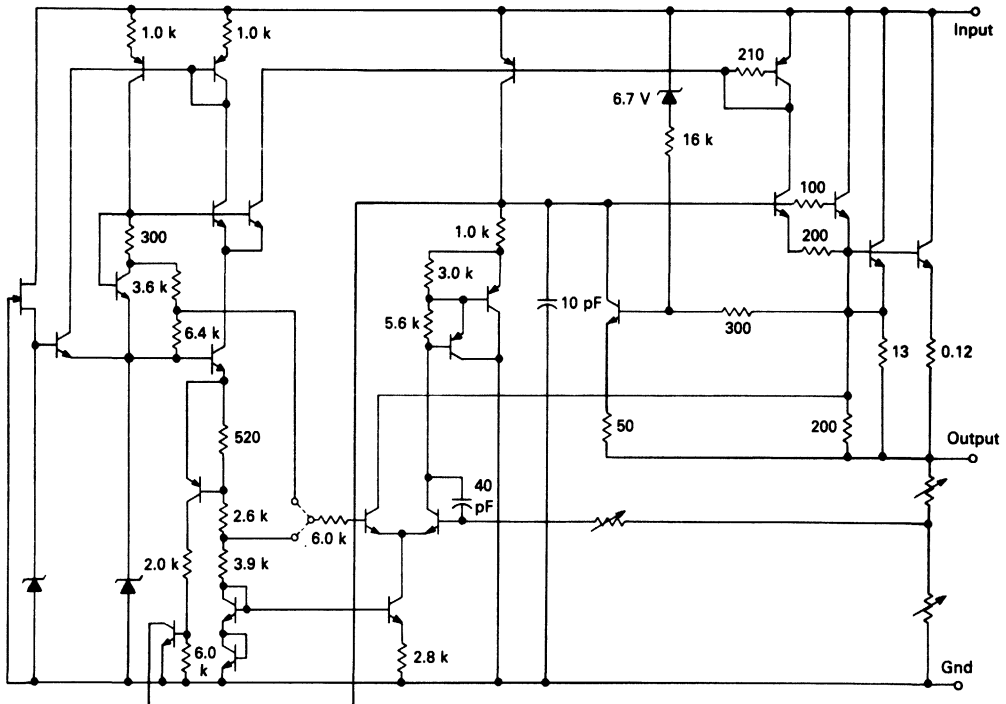 Input
1.0 k
1.0 k
210
6.7 V
16 k
100
300
1.0 k
200
3.6 k
3.0 k
10 pF
5.6 k
300
6.4 k
13
0.12
520
50
200
Output
40
pF
2.6 k
6.0 k
2.0 k
3.9 k
6.0
k
2.8 k
Gnd